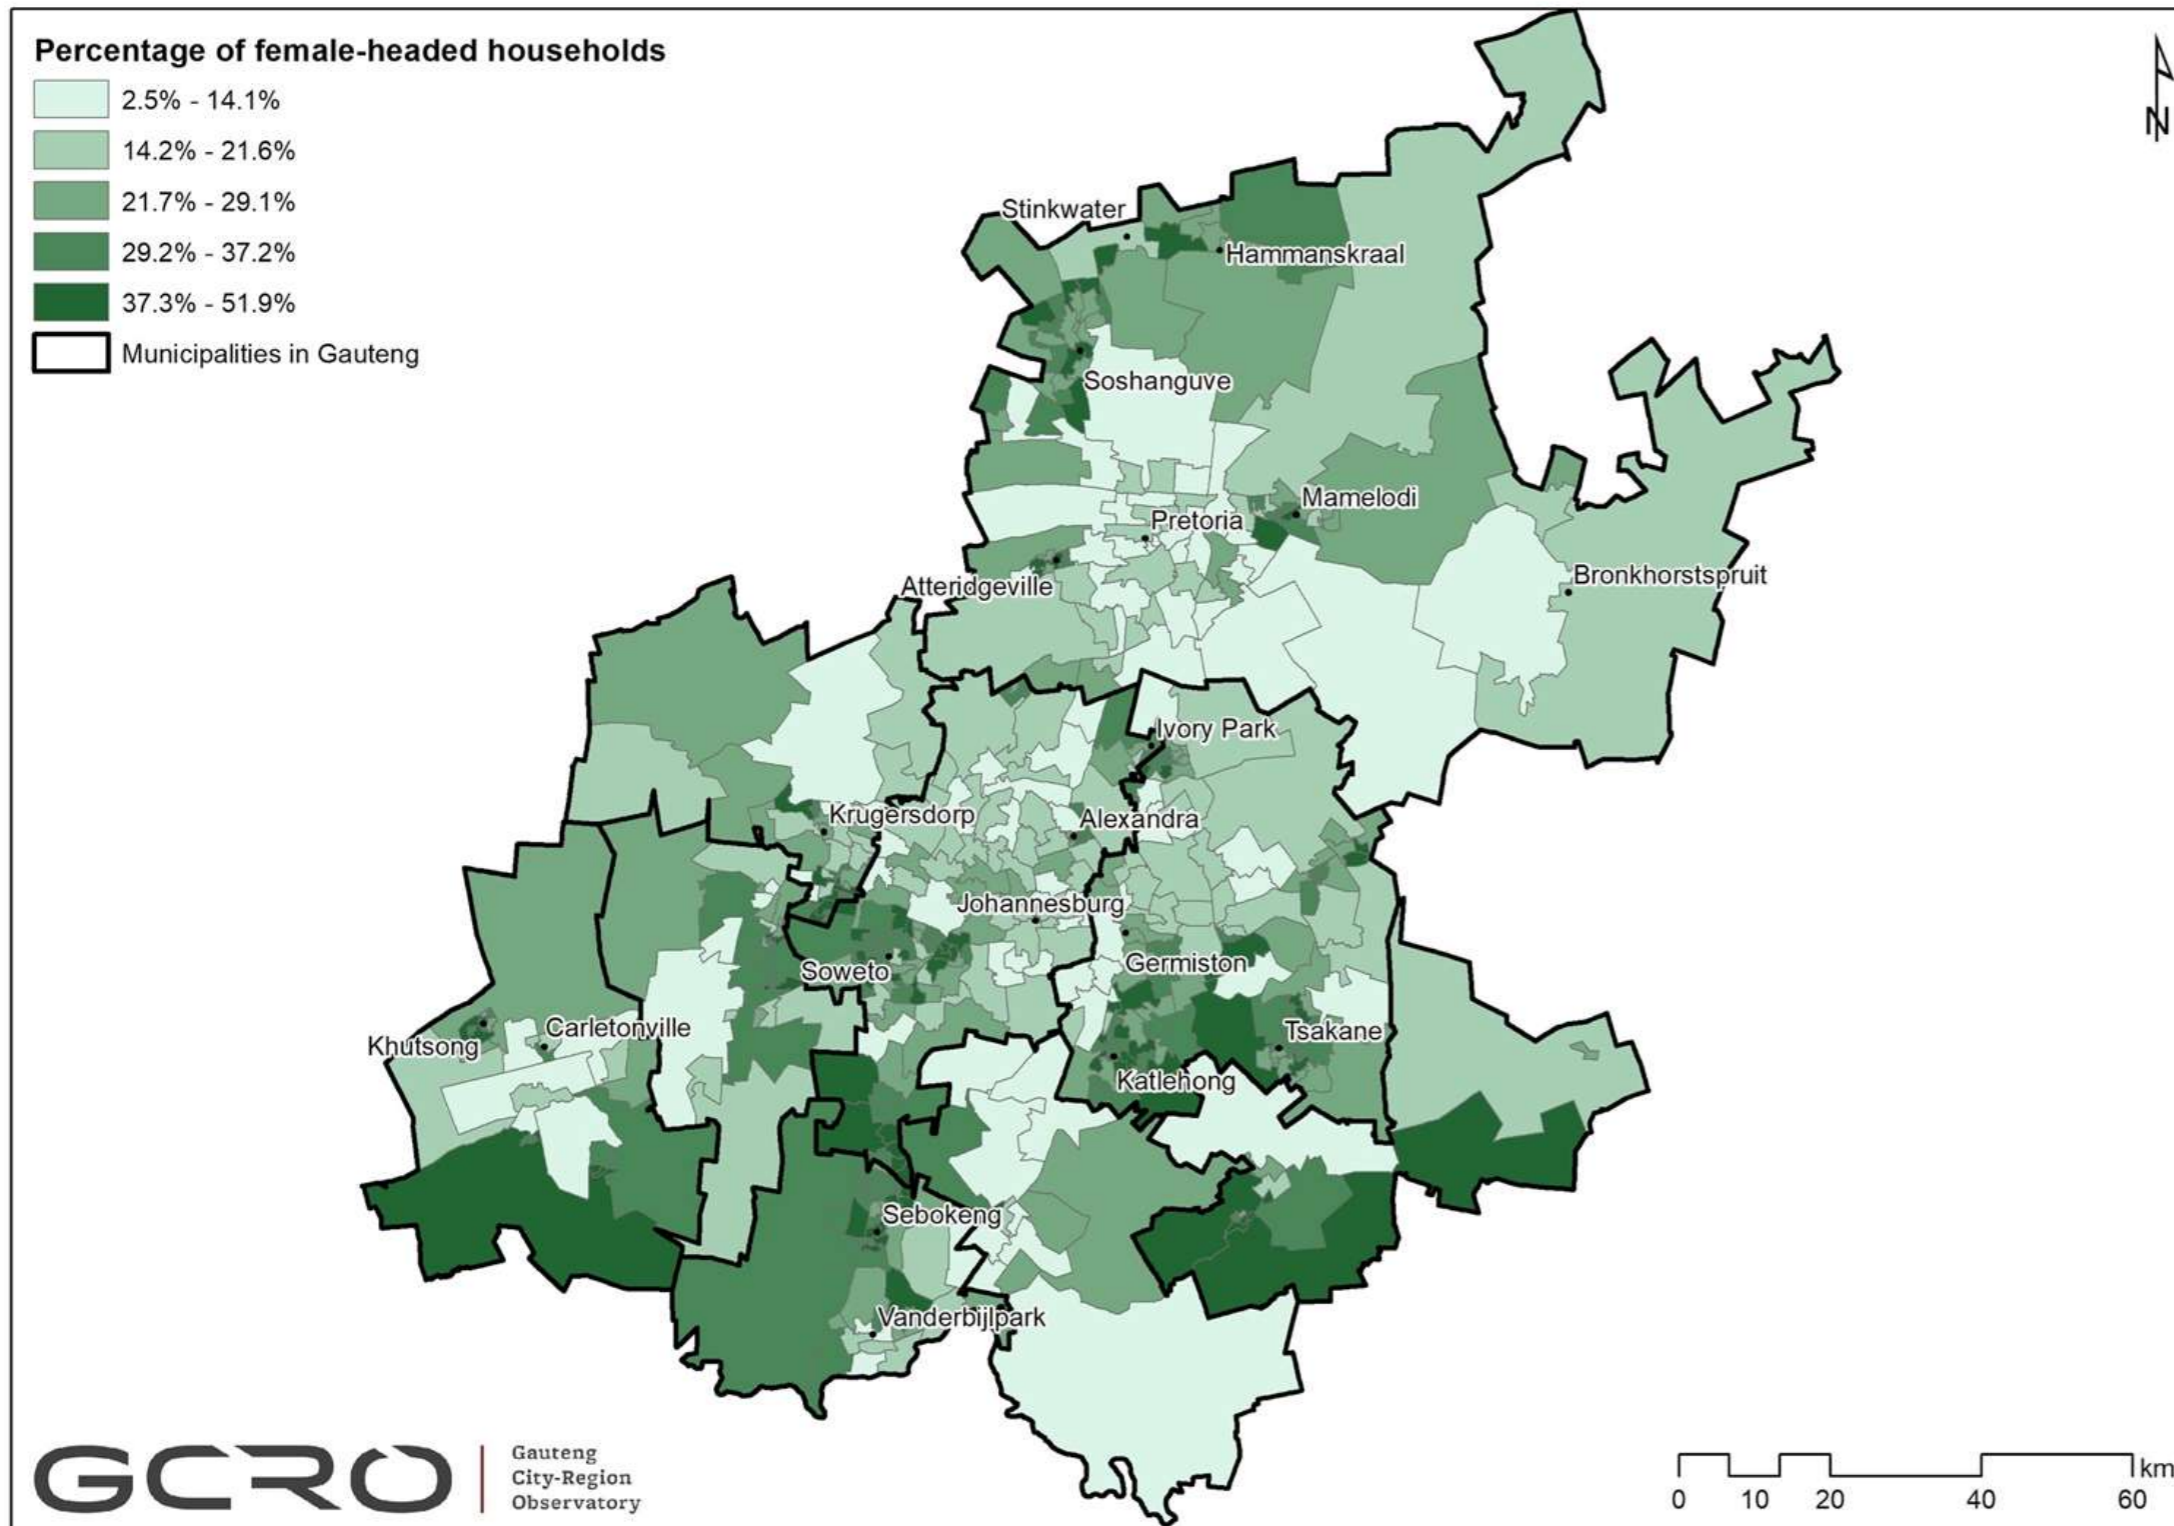 Percentage of female-headed households
2.5% - 14.1%
14.2% - 21.6%
21.7% - 29.1%
29.2% - 37.2%
37.3% - 51.9%
Municipalities in Gauteng
N
Stinkwater
Hammanskraal
Soshanguve
Mamelodi
Pretoria
Bronkhorstspruit
Atteridgeville
Ivory Park
Krugersdorp
Alexandra
Johannesburg
Germiston
Soweto
Carletonville
Tsakane
Khutsong
Katlehong
Sebokeng
Vanderbijlpark
GCRO
Gauteng
City-Region
Observatory
km
0 10 20 40 60